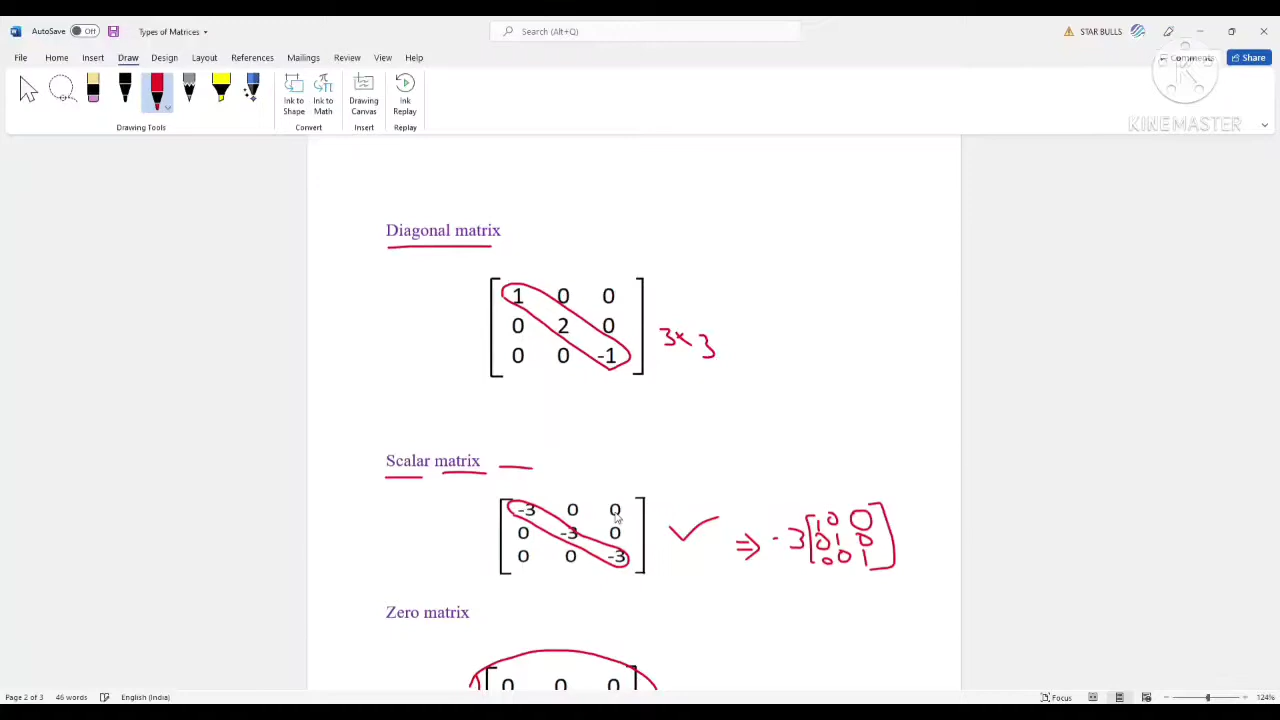 AutoSave Off Types of Matrices Search (Alt+Q) STAR BULLS
File Home Insert Draw Design Layout References Mailings Review View Help Comments Share
Ink to Shape Ink to Math Drawing Canvas Ink Replay
Drawing Tools Convert Insert Replay
KINEMASTER
Diagonal matrix
1 0 0
0 2 0
0 0 -1
3 × 3
Scalar matrix
-3 0 0
0 -3 0
0 0 -3
⇒ -3 [1 0 0
0 1 0
0 0 1]
Zero matrix
0 0 0
Page 2 of 3 46 words English (India) Focus 124%